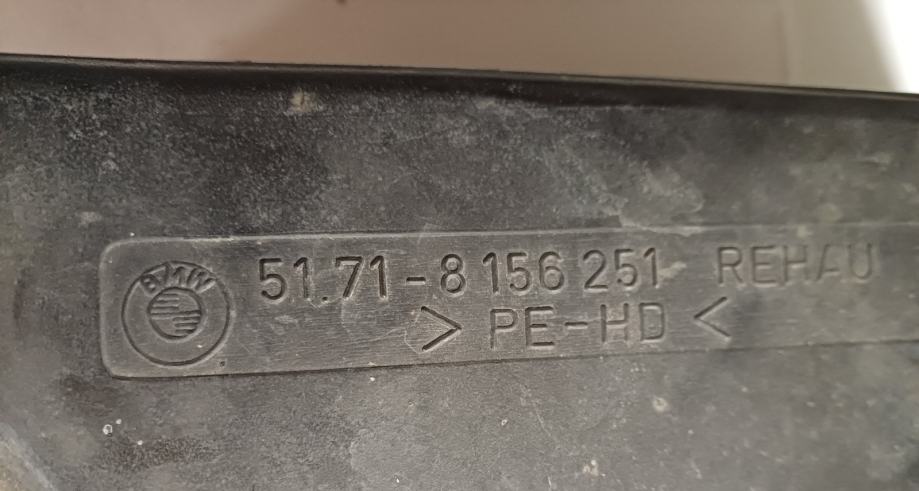 BMW
51.71-8 156 251 REHAU
> PE-HD <